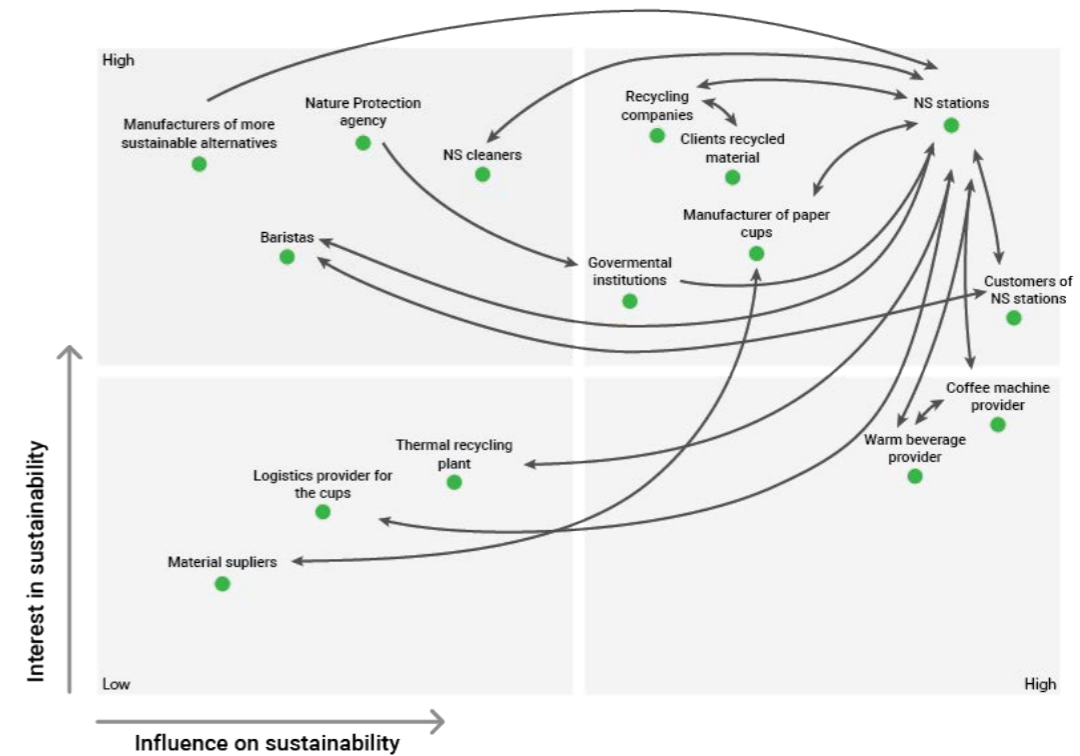 High
Manufacturers of more
sustainable alternatives
Nature Protection
agency
NS cleaners
Recycling
companies
Clients recycled
material
NS stations
Manufacturer of paper
cups
Baristas
Govermental
institutions
Customers of
NS stations
Coffee machine
provider
Warm beverage
provider
Thermal recycling
plant
Logistics provider for
the cups
Material supliers
Low
High
Interest in sustainability
Influence on sustainability